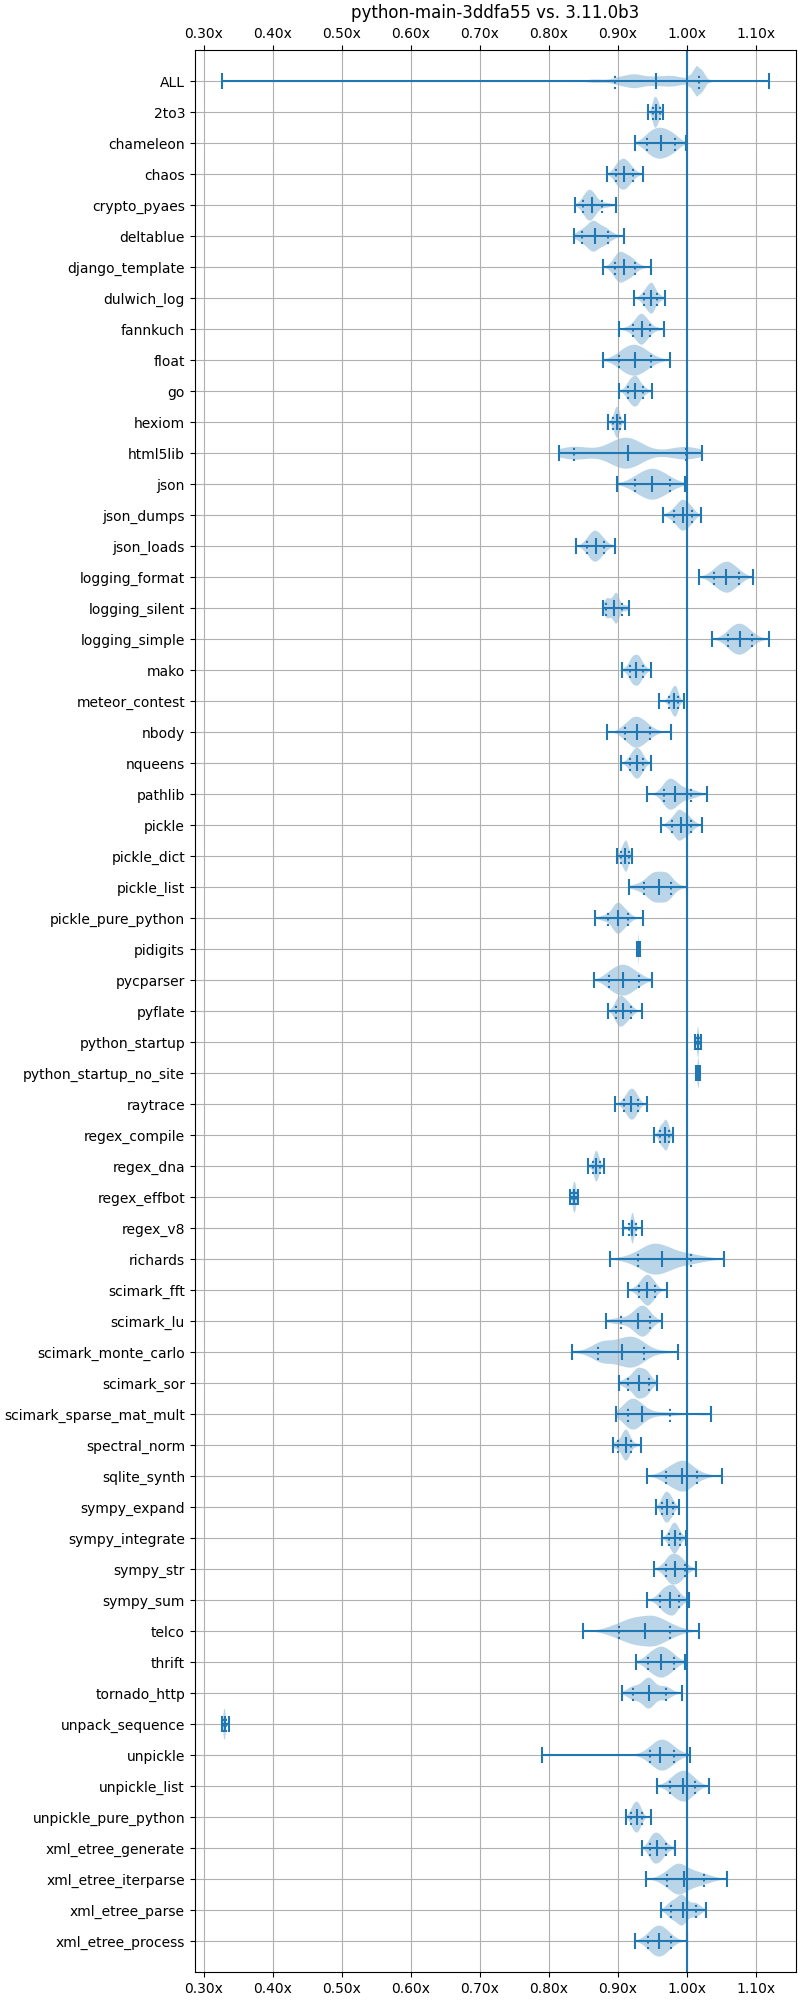 python-main-3ddfa55 vs. 3.11.0b3
0.30x 0.40x 0.50x 0.60x 0.70x 0.80x 0.90x 1.00x 1.10x
ALL
2to3
chameleon
chaos
crypto_pyaes
deltablue
django_template
dulwich_log
fannkuch
float
go
hexiom
html5lib
json
json_dumps
json_loads
logging_format
logging_silent
logging_simple
mako
meteor_contest
nbody
nqueens
pathlib
pickle
pickle_dict
pickle_list
pickle_pure_python
pidigits
pycparser
pyflate
python_startup
python_startup_no_site
raytrace
regex_compile
regex_dna
regex_effbot
regex_v8
richards
scimark_fft
scimark_lu
scimark_monte_carlo
scimark_sor
scimark_sparse_mat_mult
spectral_norm
sqlite_synth
sympy_expand
sympy_integrate
sympy_str
sympy_sum
telco
thrift
tornado_http
unpack_sequence
unpickle
unpickle_list
unpickle_pure_python
xml_etree_generate
xml_etree_iterparse
xml_etree_parse
xml_etree_process
0.30x 0.40x 0.50x 0.60x 0.70x 0.80x 0.90x 1.00x 1.10x